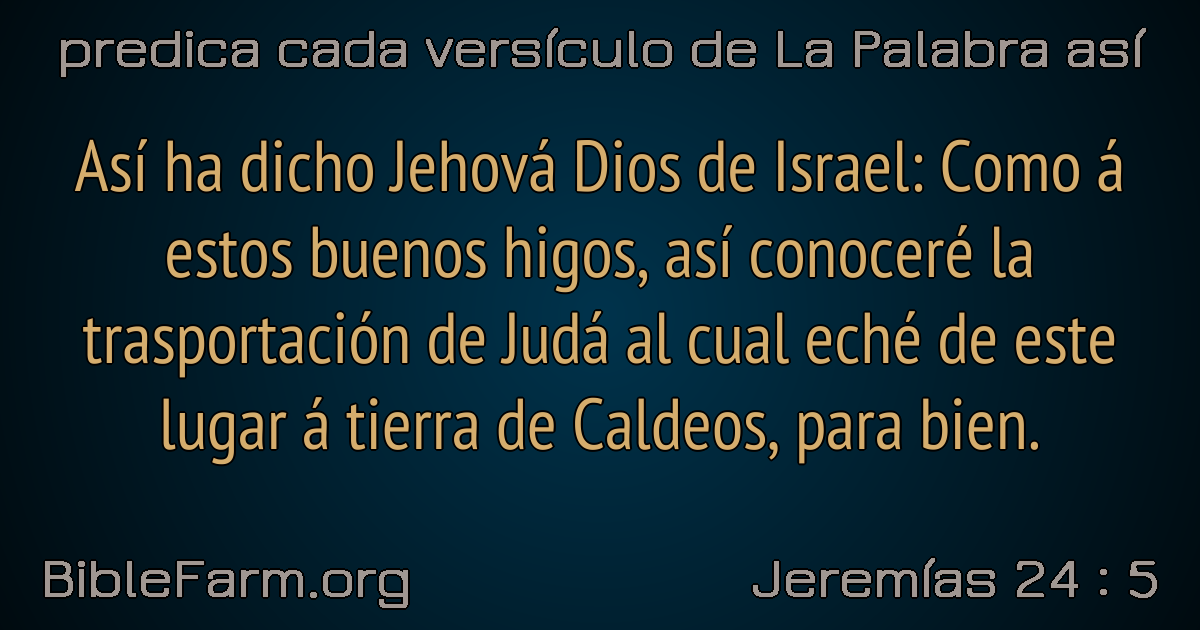 predica cada versículo de La Palabra así
Así ha dicho Jehová Dios de Israel: Como á
estos buenos higos, así conoceré la
trasportación de Judá al cual eché de este
lugar á tierra de Caldeos, para bien.
BibleFarm.org
Jeremías 24 : 5